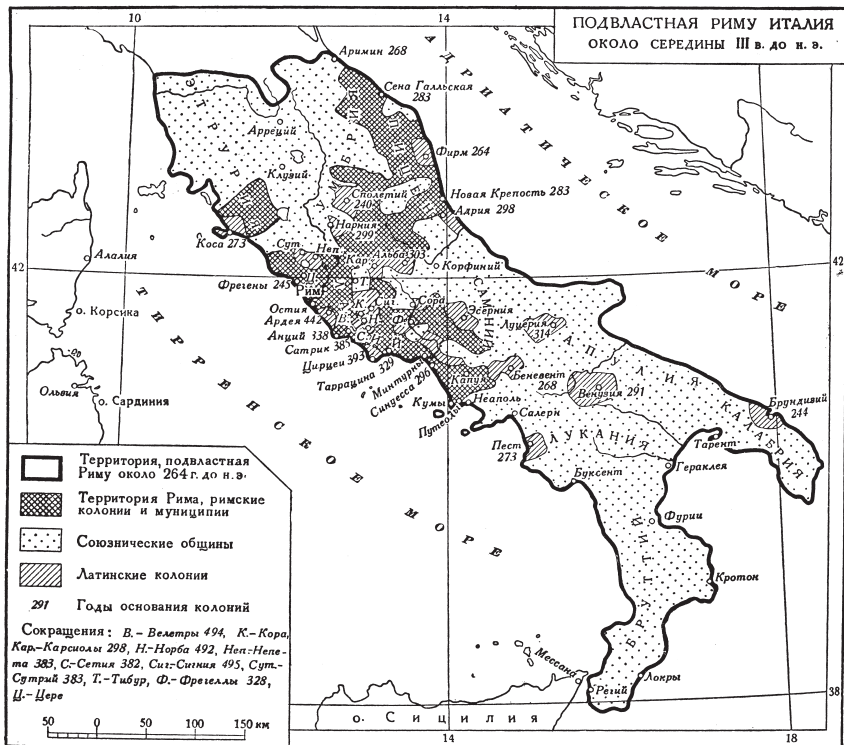 ПОДВЛАСТНАЯ РИМУ ИТАЛИЯ
ОКОЛО СЕРЕДИНЫ III в. ДО Н. Э.
10
14
АДРИАТИЧЕСКОЕ МОРЕ
Аримин 268
Сена Галльская
283
ЭТРУРИЯ
Арреций
УМБРИЯ
ПИЦЕН
Фирм 264
Клузий
Сполетий
240
Новая Крепость 283
Адрия 298
Нарния
299
Коса 273
Сут.
Неп.
Кар.
Альба 303
Корфиний
42
42
Алалия
Фрегены 245
Ц.
Рим
Т.
о. Корсика
ТИРРЕНСКОЕ МОРЕ
Остия
Ардея 442
Анций 338
Сатрик 385
Цирцеи 393
Таррацина 329
Минтурны
Синуесса 296
В.
К.
Н.
С.
Сиг.
Ф.
Сора
САМНИЙ
Эсерния
Луцерия
314
АПУЛИЯ
Ольвия
о. Сардиния
Капуя
Беневент
268
Венузия 291
Брундизий
244
КАЛАБРИЯ
Кумы
Неаполь
Путеолы
Салерн
Пест
273
ЛУКАНИЯ
Тарент
Гераклея
Буксент
Фурии
БРУТТИЙ
Кротон
Мессана
Локры
Регий
38
о. Сицилия
14
18
Территория, подвластная
Риму около 264 г. до н. э.
Территория Рима, римские
колонии и муниципии
Союзнические общины
Латинские колонии
291 Годы основания колоний
Сокращения: В.- Велетры 494, К.- Кора,
Кар.-Карсиолы 298, Н.-Норба 492, Неп.-Непе-
та 383, С.-Сетия 382, Сиг.-Сигния 495, Сут.-
Сутрий 383, Т.-Тибур, Ф.-Фрегеллы 328,
Ц.-Цере
50 0 50 100 150 км